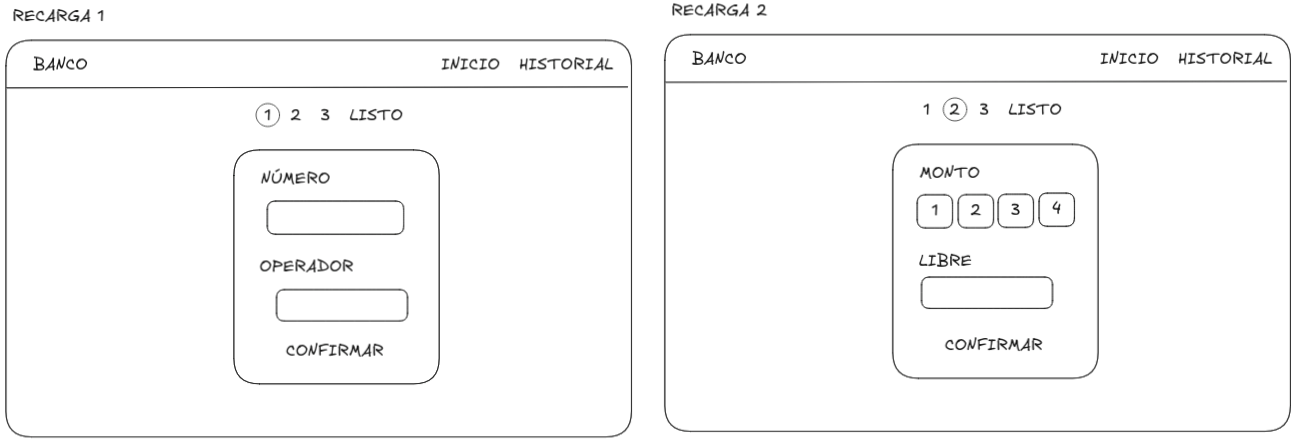 RECARGA 1
BANCO INICIO HISTORIAL
1 2 3 LISTO
NÚMERO
OPERADOR
CONFIRMAR
RECARGA 2
BANCO INICIO HISTORIAL
1 2 3 LISTO
MONTO
1 2 3 4
LIBRE
CONFIRMAR